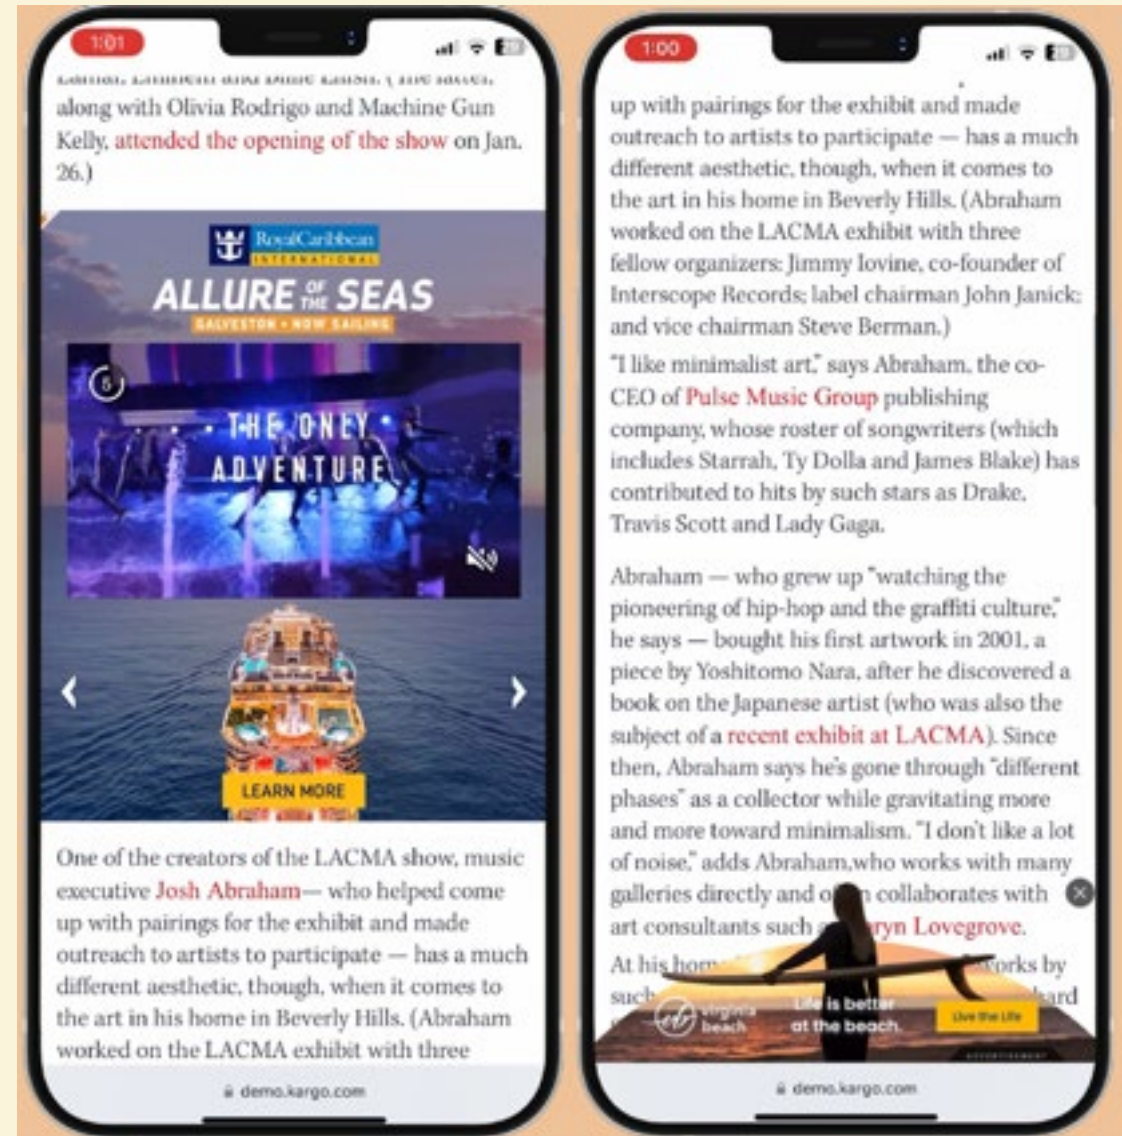 1:01
along with Olivia Rodrigo and Machine Gun
Kelly, attended the opening of the show on Jan.
26.)
RoyalCaribbean
INTERNATIONAL
ALLURE OF THE SEAS
GALVESTON • NOW SAILING
5
THE ONLY
ADVENTURE
LEARN MORE
One of the creators of the LACMA show, music
executive Josh Abraham— who helped come
up with pairings for the exhibit and made
outreach to artists to participate — has a much
different aesthetic, though, when it comes to
the art in his home in Beverly Hills. (Abraham
worked on the LACMA exhibit with three
demo.kargo.com
1:00
up with pairings for the exhibit and made
outreach to artists to participate — has a much
different aesthetic, though, when it comes to
the art in his home in Beverly Hills. (Abraham
worked on the LACMA exhibit with three
fellow organizers: Jimmy Iovine, co-founder of
Interscope Records; label chairman John Janick;
and vice chairman Steve Berman.)
"I like minimalist art," says Abraham, the co-
CEO of Pulse Music Group publishing
company, whose roster of songwriters (which
includes Starrah, Ty Dolla and James Blake) has
contributed to hits by such stars as Drake,
Travis Scott and Lady Gaga.
Abraham — who grew up "watching the
pioneering of hip-hop and the graffiti culture,"
he says — bought his first artwork in 2001, a
piece by Yoshitomo Nara, after he discovered a
book on the Japanese artist (who was also the
subject of a recent exhibit at LACMA). Since
then, Abraham says he's gone through "different
phases" as a collector while gravitating more
and more toward minimalism. "I don't like a lot
of noise," adds Abraham,who works with many
galleries directly and collaborates with
art consultants such Lovegrove.
At his works by
such
virginia
beach
Life is better
at the beach.
Live the Life
ADVERTISEMENT
demo.kargo.com